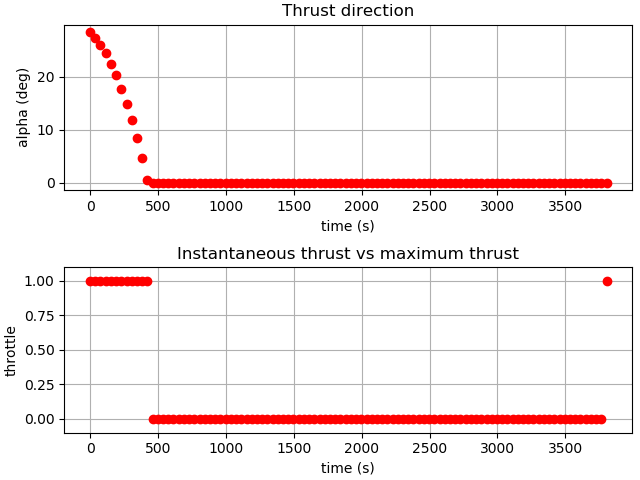 Thrust direction
20
10
0
alpha (deg)
0 500 1000 1500 2000 2500 3000 3500
time (s)
Instantaneous thrust vs maximum thrust
1.00
0.75
0.50
0.25
0.00
throttle
0 500 1000 1500 2000 2500 3000 3500
time (s)